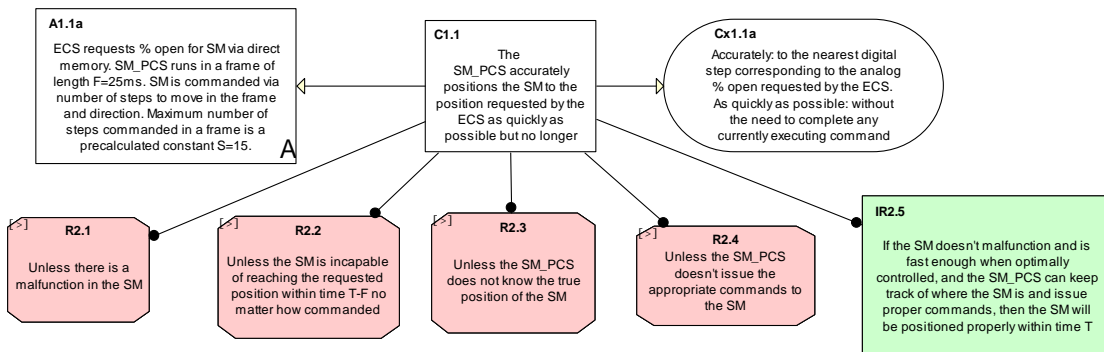 A1.1a
ECS requests % open for SM via direct
memory. SM_PCS runs in a frame of
length F=25ms. SM is commanded via
number of steps to move in the frame
and direction. Maximum number of
steps commanded in a frame is a
precalculated constant S=15.
A
C1.1
The
SM_PCS accurately
positions the SM to the
position requested by the
ECS as quickly as
possible but no longer
Cx1.1a
Accurately: to the nearest digital
step corresponding to the analog
% open requested by the ECS.
As quickly as possible: without
the need to complete any
currently executing command
[>]
R2.1
Unless there is a
malfunction in the SM
[>]
R2.2
Unless the SM is incapable
of reaching the requested
position within time T-F no
matter how commanded
[>]
R2.3
Unless the SM_PCS
does not know the true
position of the SM
[>]
R2.4
Unless the SM_PCS
doesn't issue the
appropriate commands to
the SM
IR2.5
If the SM doesn't malfunction and is
fast enough when optimally
controlled, and the SM_PCS can keep
track of where the SM is and issue
proper commands, then the SM will
be positioned properly within time T